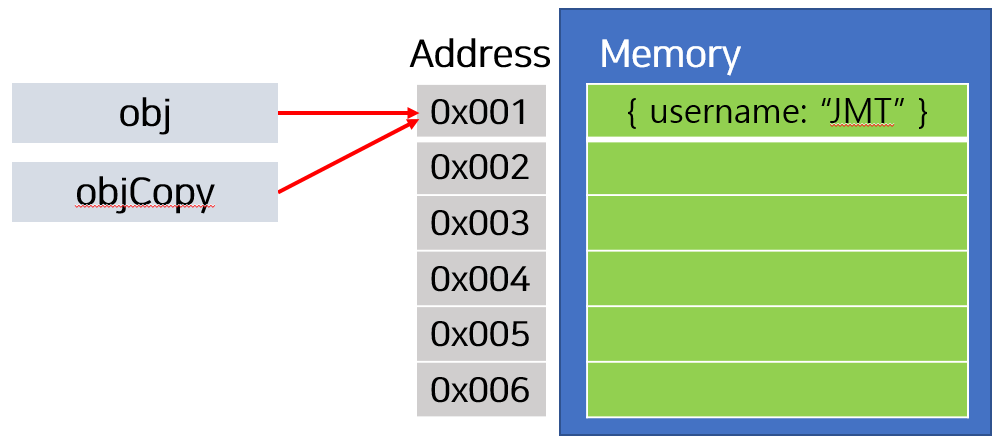 Address
Memory
obj
0x001
{ username: “JMT” }
objCopy
0x002
0x003
0x004
0x005
0x006